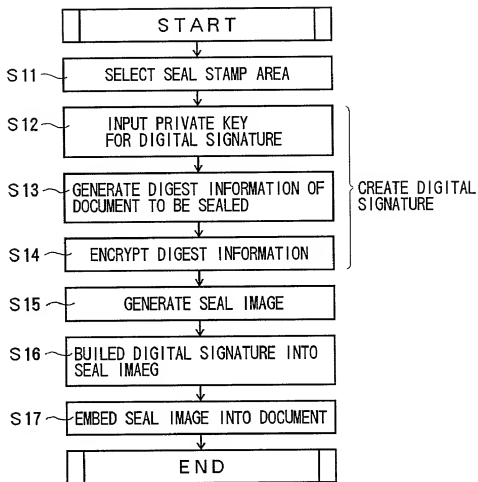 START
S11 SELECT SEAL STAMP AREA
S12 INPUT PRIVATE KEY
FOR DIGITAL SIGNATURE
S13 GENERATE DIGEST INFORMATION OF
DOCUMENT TO BE SEALED
CREATE DIGITAL
SIGNATURE
S14 ENCRYPT DIGEST INFORMATION
S15 GENERATE SEAL IMAGE
S16 BUILED DIGITAL SIGNATURE INTO
SEAL IMAEG
S17 EMBED SEAL IMAGE INTO DOCUMENT
END